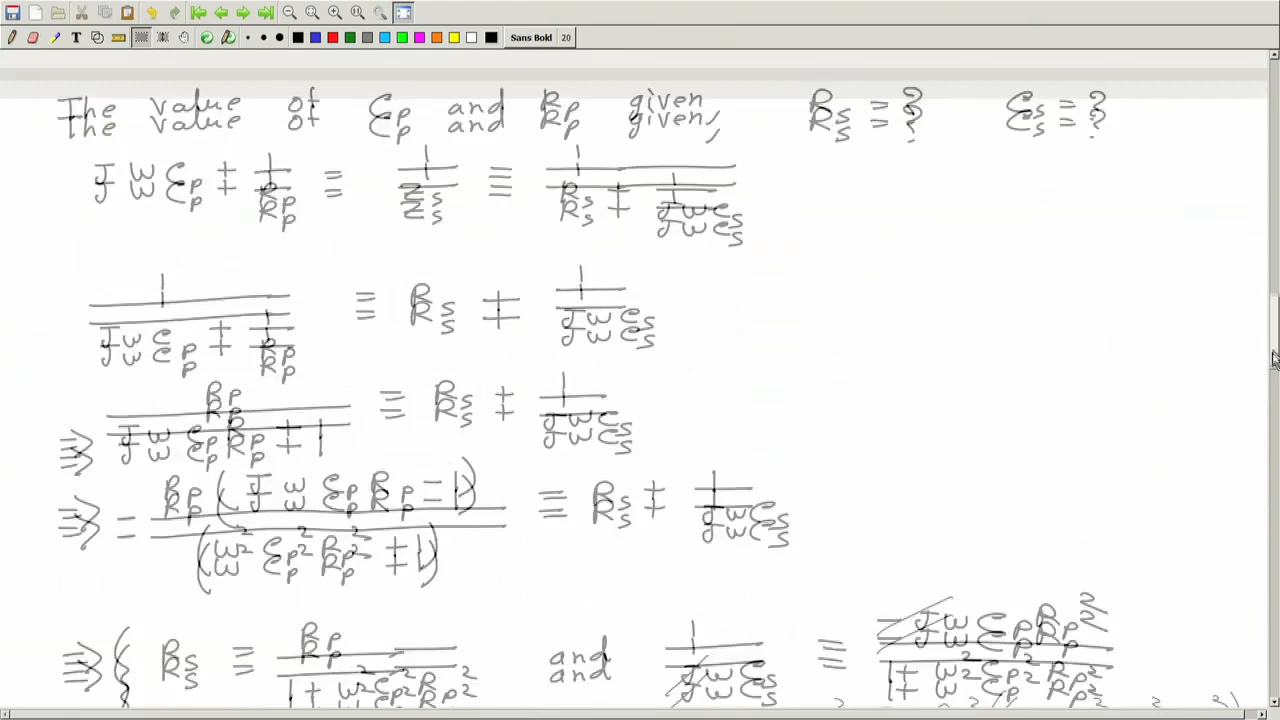 Sans Bold 20
The value of Cp and Rp given, Rs = ? Cs = ?
jωCp + 1/Rp = 1/Zs = 1/(Rs + 1/(jωCs))
1/(jωCp + 1/Rp) = Rs + 1/(jωCs)
⇒ Rp/(jωCpRp + 1) = Rs + 1/(jωCs)
⇒ - Rp(jωCpRp - 1)/(ω²Cp²Rp² + 1) = Rs + 1/(jωCs)
⇒ { Rs = Rp/(1 + ω²Cp²Rp²) and 1/(jωCs) = -jωCpRp²/(1 + ω²Cp²Rp²)